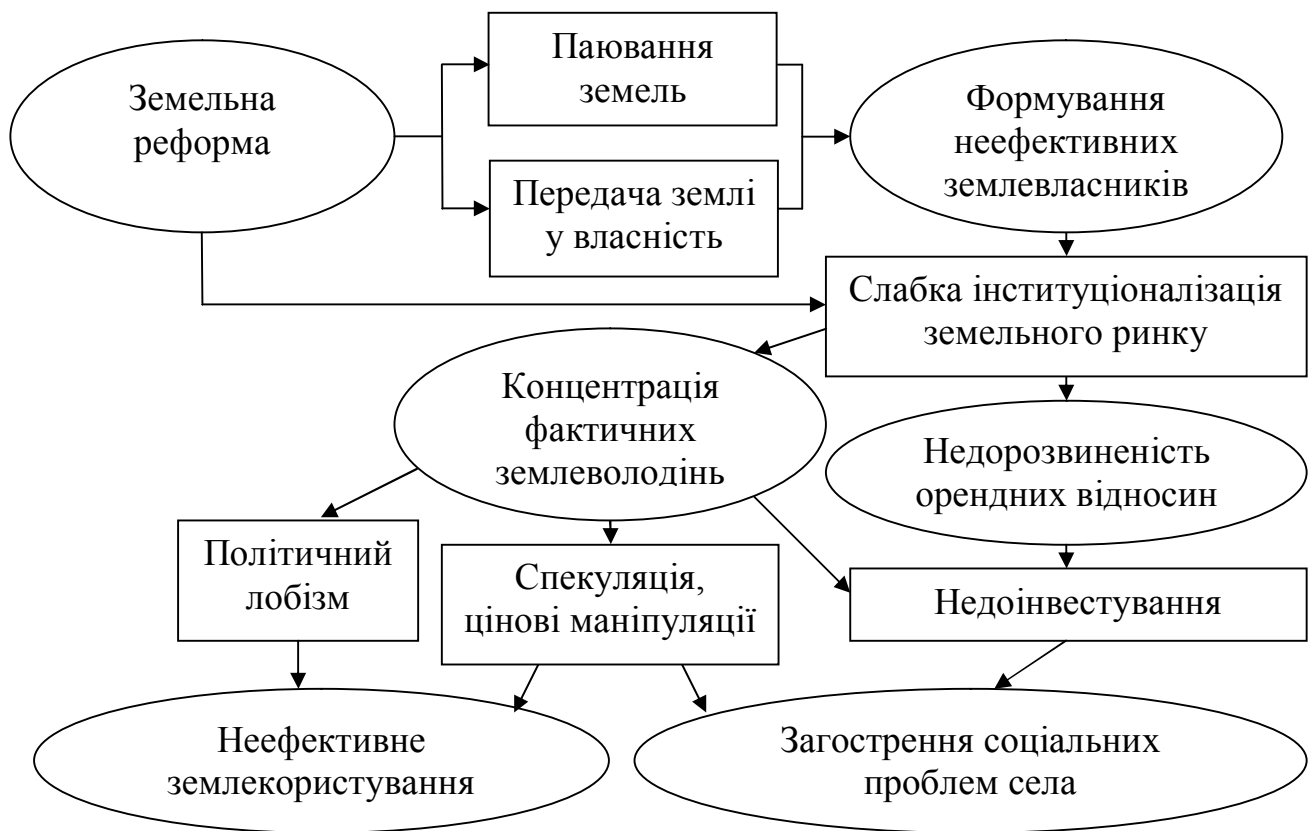 Земельна
реформа
Паювання
земель
Передача землі
у власність
Формування
неефективних
землевласників
Слабка інституціоналізація
земельного ринку
Концентрація
фактичних
землеволодінь
Недорозвиненість
орендних відносин
Політичний
лобізм
Спекуляція,
цінові маніпуляції
Недоінвестування
Неефективне
землекористування
Загострення соціальних
проблем села